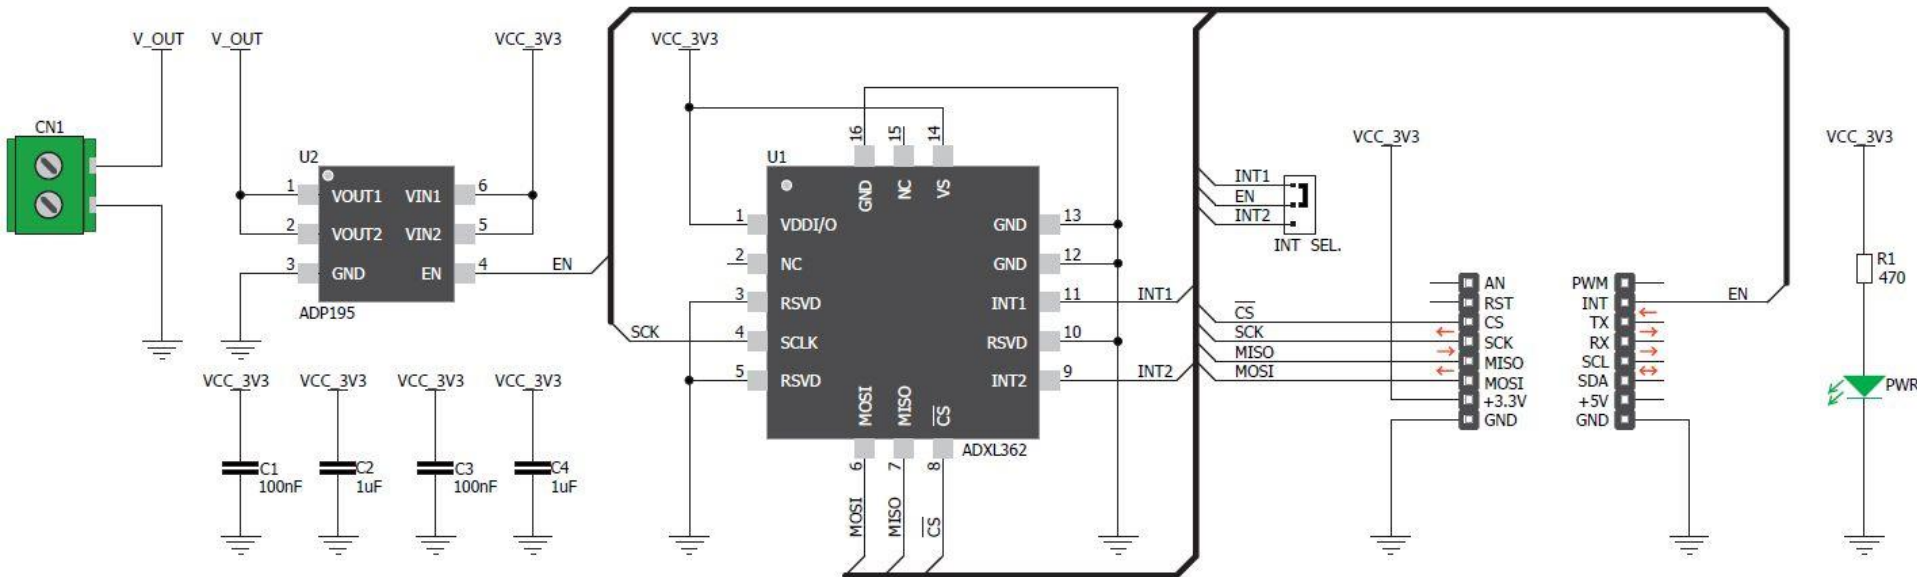 V_OUT
V_OUT
VCC_3V3
VCC_3V3
CN1
U2
1
VOUT1
VIN1
6
2
VOUT2
VIN2
5
3
GND
EN
4
EN
ADP195
VCC_3V3
VCC_3V3
VCC_3V3
VCC_3V3
C1
100nF
C2
1uF
C3
100nF
C4
1uF
U1
16
15
14
GND
NC
VS
1
VDDI/O
GND
13
2
NC
GND
12
3
RSVD
INT1
11
INT1
SCK
4
SCLK
RSVD
10
5
RSVD
INT2
9
INT2
MOSI
MISO
CS
ADXL362
6
7
8
MOSI
MISO
CS
INT1
EN
INT2
INT SEL.
CS
SCK
MISO
MOSI
VCC_3V3
AN
RST
CS
SCK
MISO
MOSI
+3.3V
GND
PWM
INT
TX
RX
SCL
SDA
+5V
GND
EN
VCC_3V3
R1
470
PWR